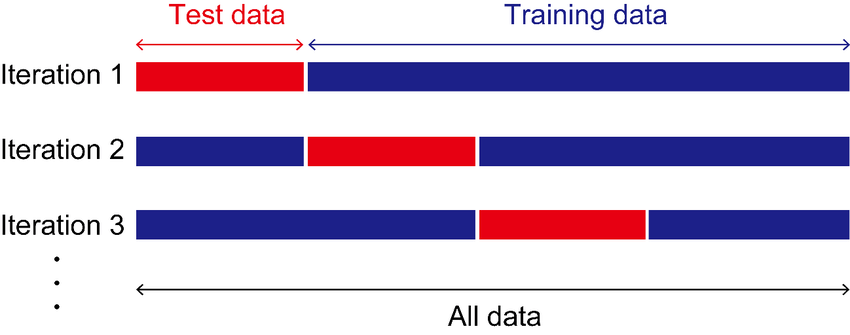 Test data
Training data
Iteration 1
Iteration 2
Iteration 3
All data